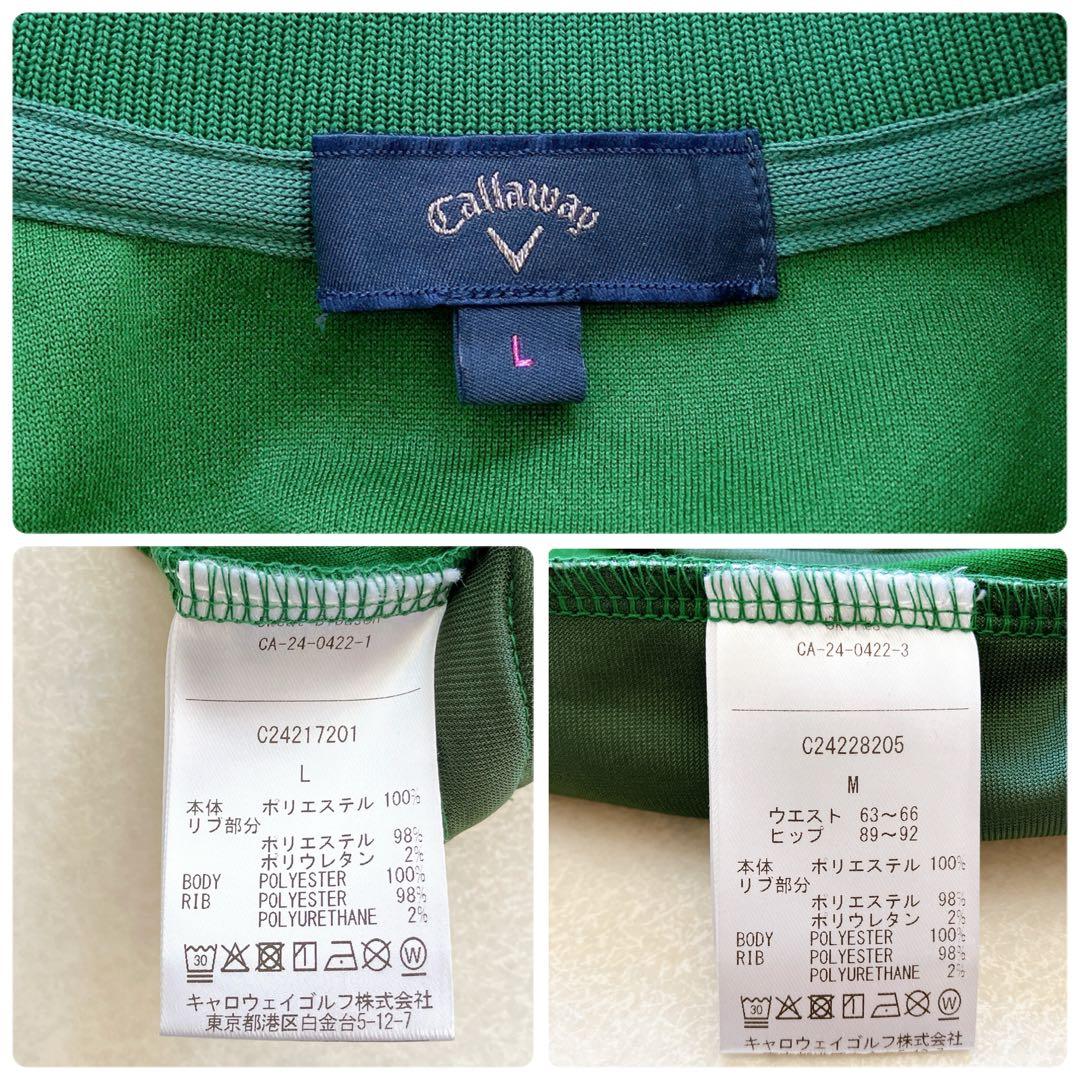 Callaway
L
CA-24-0422-1
C24217201
L
本体 ポリエステル 100%
リブ部分
ポリエステル 98%
ポリウレタン 2%
BODY POLYESTER 100%
RIB POLYESTER 98%
POLYURETHANE 2%
30 W
キャロウェイゴルフ株式会社
東京都港区白金台5-12-7
CA-24-0422-3
C24228205
M
ウエスト 63〜66
ヒップ 89〜92
本体 ポリエステル 100%
リブ部分
ポリエステル 98%
ポリウレタン 2%
BODY POLYESTER 100%
RIB POLYESTER 98%
POLYURETHANE 2%
30 W
キャロウェイゴルフ株式会社